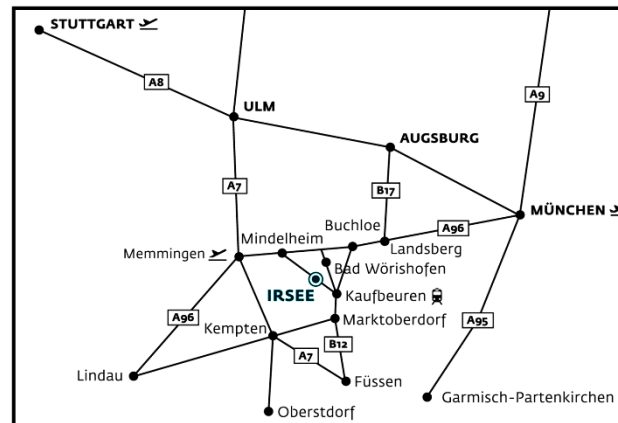 STUTTGART
A8
A9
ULM
AUGSBURG
A7
B17
MÜNCHEN
Buchloe
A96
Mindelheim
Landsberg
Memmingen
Bad Wörishofen
IRSEE
Kaufbeuren
A96
Marktoberdorf
A95
Kempten
B12
A7
Lindau
Füssen
Garmisch-Partenkirchen
Oberstdorf